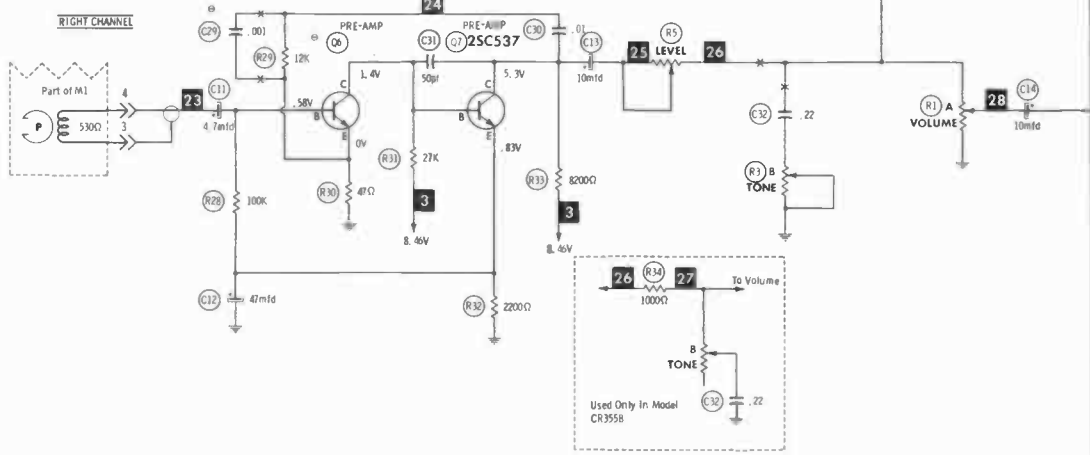 RIGHT CHANNEL
24
C29
.001
R29
12K
PRE-AMP
Q6
C31
50pf
PRE-AMP
Q7 2SC537
C30
.01
C13
10mfd
25
R5
LEVEL
26
Part of M1
P
530Ω
4
3
23
C11
4.7mfd
.58V
B
C
E
1.4V
0V
5.3V
C
B
E
.83V
C32
.22
R1 A
VOLUME
28
C14
10mfd
R28
100K
R30
47Ω
R31
27K
3
8.46V
R33
8200Ω
3
8.46V
R3 B
TONE
C12
47mfd
R32
2200Ω
26
R34
1000Ω
27
To Volume
B
TONE
C32
.22
Used Only In Model
CR355B